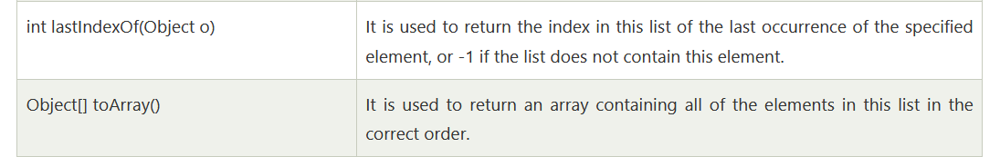 int lastIndexOf(Object o)
It is used to return the index in this list of the last occurrence of the specified
element, or -1 if the list does not contain this element.
Object[] toArray()
It is used to return an array containing all of the elements in this list in the
correct order.